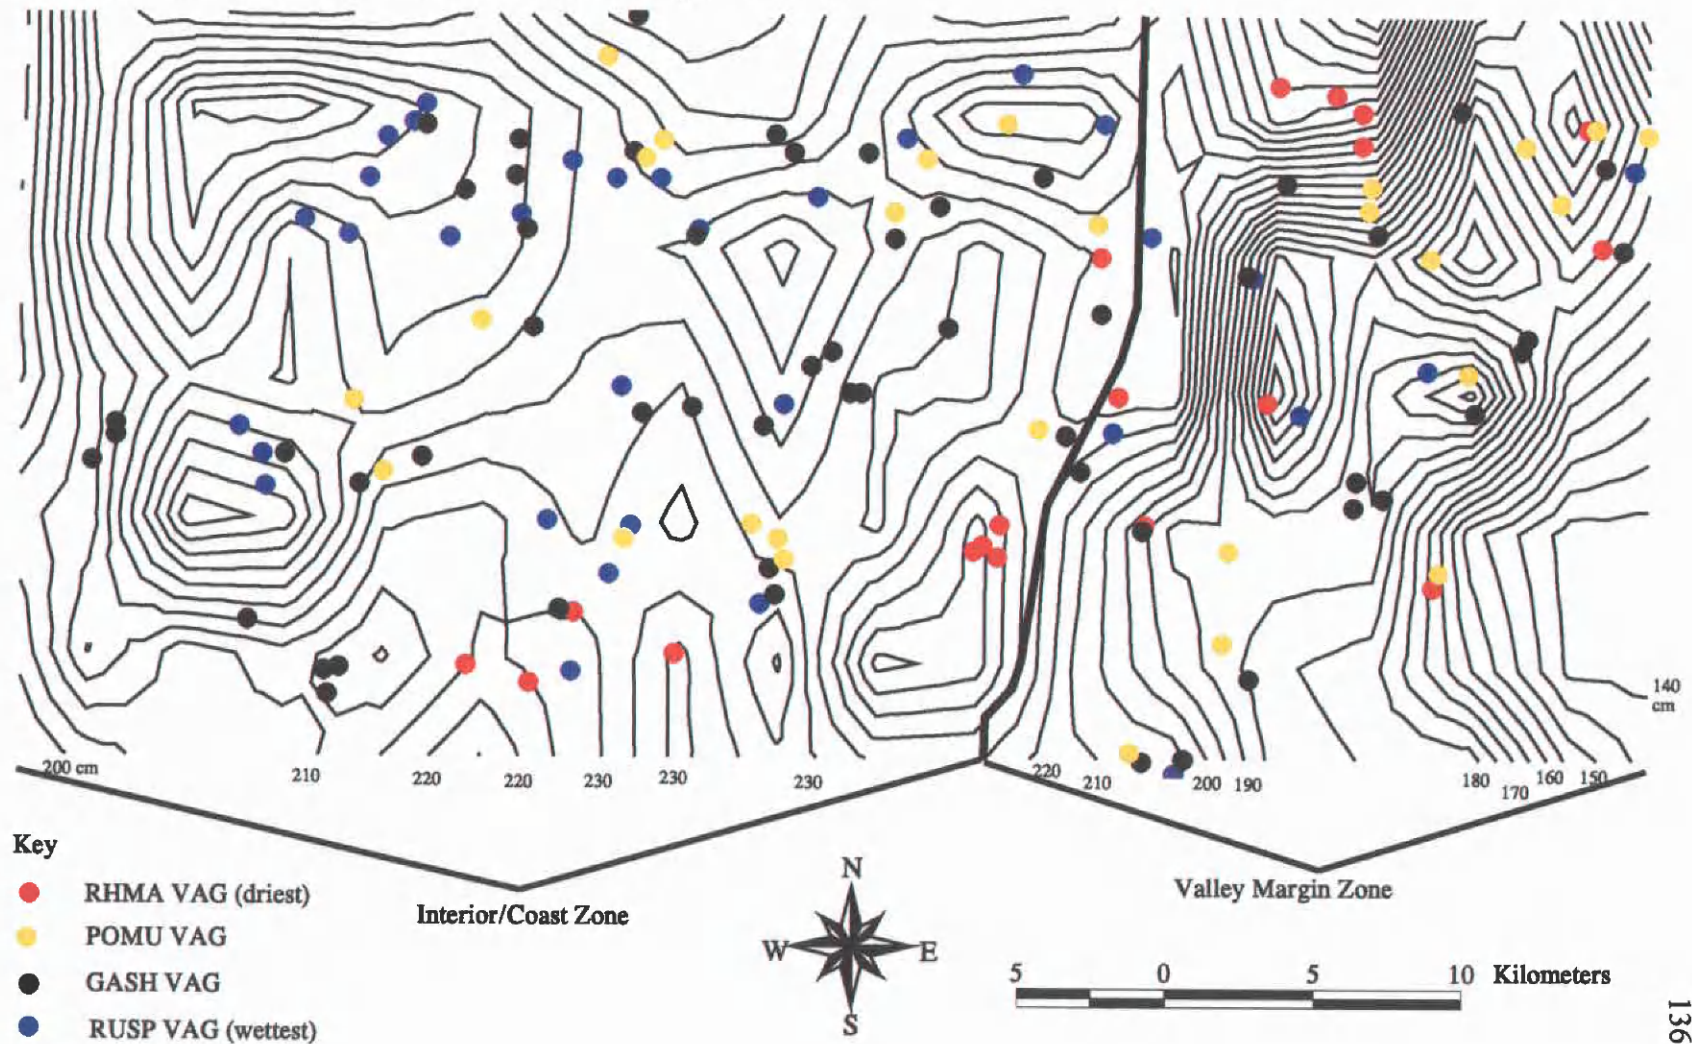 140
cm
200 cm
210
220
220
230
230
230
220
210
200
190
180
170
160
150
Key
RHMA VAG (driest)
POMU VAG
GASH VAG
RUSP VAG (wettest)
Interior/Coast Zone
Valley Margin Zone
N
W
E
S
5 0 5 10 Kilometers
136